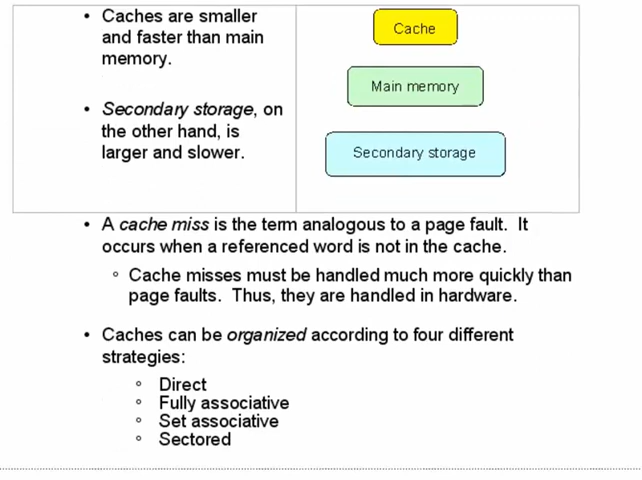 • Caches are smaller
and faster than main
memory.
• Secondary storage, on
the other hand, is
larger and slower.
Cache
Main memory
Secondary storage
• A cache miss is the term analogous to a page fault.  It
occurs when a referenced word is not in the cache.
° Cache misses must be handled much more quickly than
page faults.  Thus, they are handled in hardware.
• Caches can be organized according to four different
strategies:
° Direct
° Fully associative
° Set associative
° Sectored